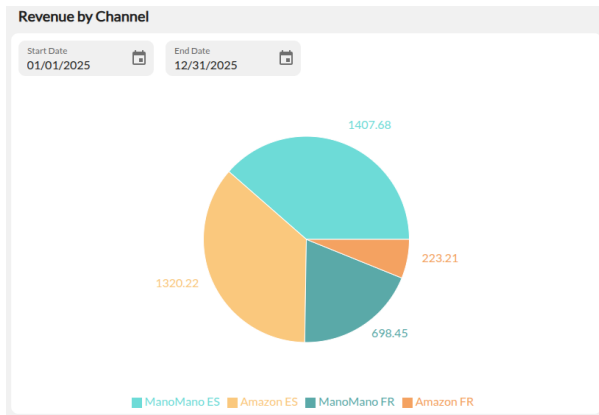 Revenue by Channel
Start Date
01/01/2025
End Date
12/31/2025
1407.68
223.21
1320.22
698.45
ManoMano ES Amazon ES ManoMano FR Amazon FR